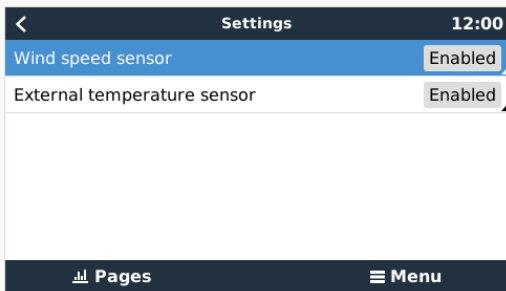 Settings 12:00
Wind speed sensor Enabled
External temperature sensor Enabled
Pages Menu